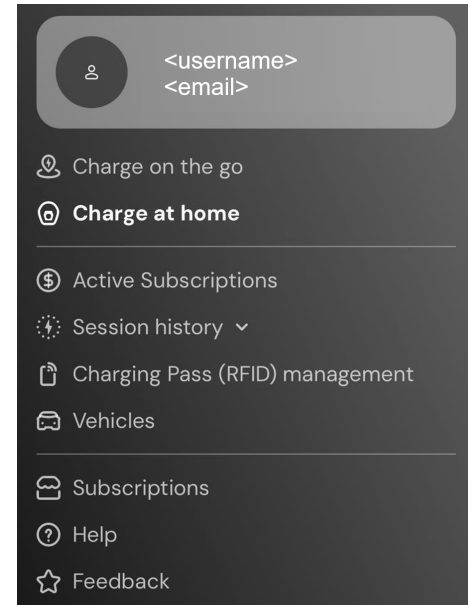 <username>
<email>
Charge on the go
Charge at home
Active Subscriptions
Session history
Charging Pass (RFID) management
Vehicles
Subscriptions
Help
Feedback